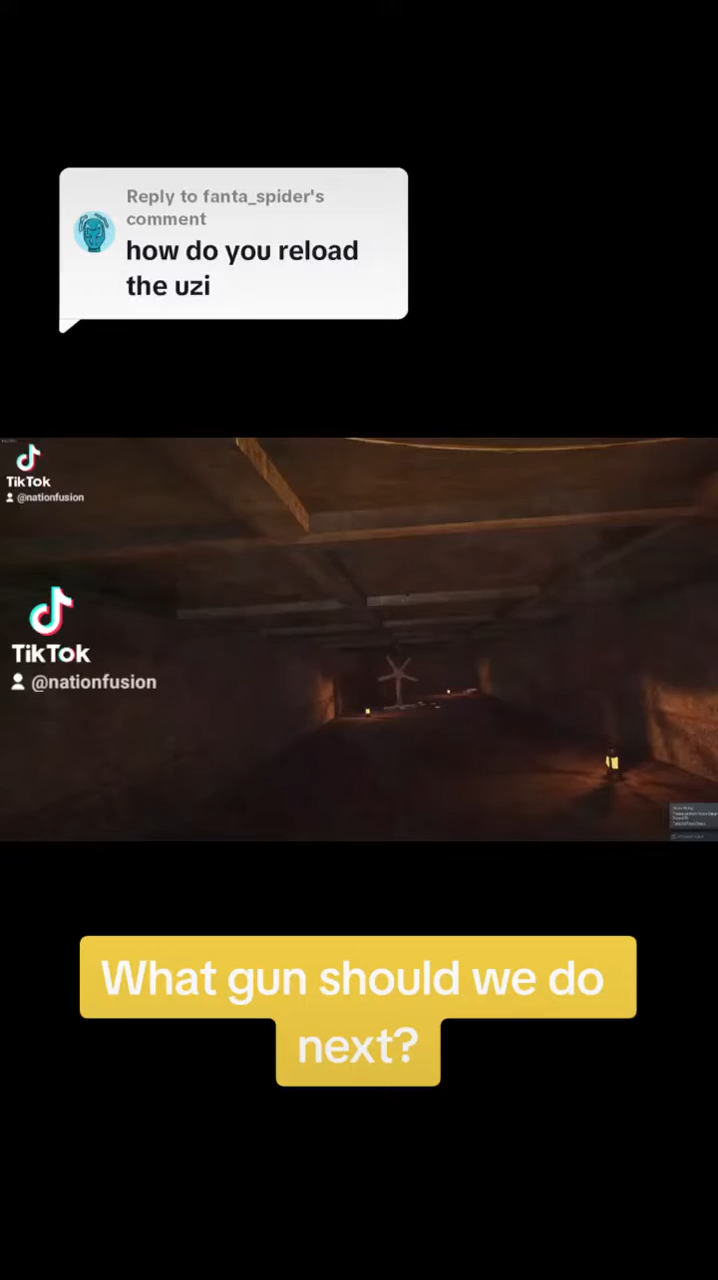 Reply to fanta_spider's
comment
how do you reload
the uzi
TikTok
@nationfusion
TikTok
@nationfusion
What gun should we do
next?